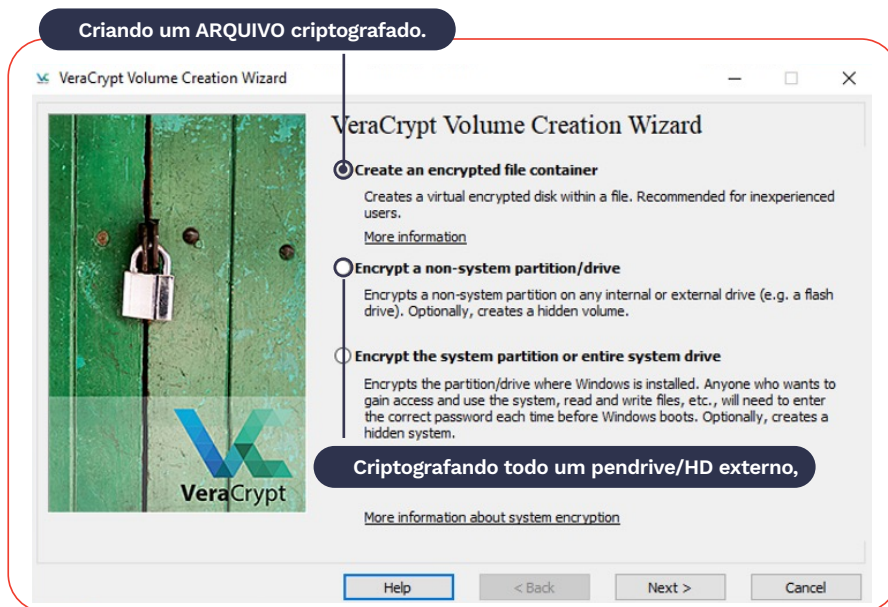 Criando um ARQUIVO criptografado.
VeraCrypt Volume Creation Wizard
VeraCrypt Volume Creation Wizard
Create an encrypted file container
Creates a virtual encrypted disk within a file. Recommended for inexperienced
users.
More information
Encrypt a non-system partition/drive
Encrypts a non-system partition on any internal or external drive (e.g. a flash
drive). Optionally, creates a hidden volume.
Encrypt the system partition or entire system drive
Encrypts the partition/drive where Windows is installed. Anyone who wants to
gain access and use the system, read and write files, etc., will need to enter
the correct password each time before Windows boots. Optionally, creates a
hidden system.
Criptografando todo um pendrive/HD externo,
VeraCrypt
More information about system encryption
Help
< Back
Next >
Cancel